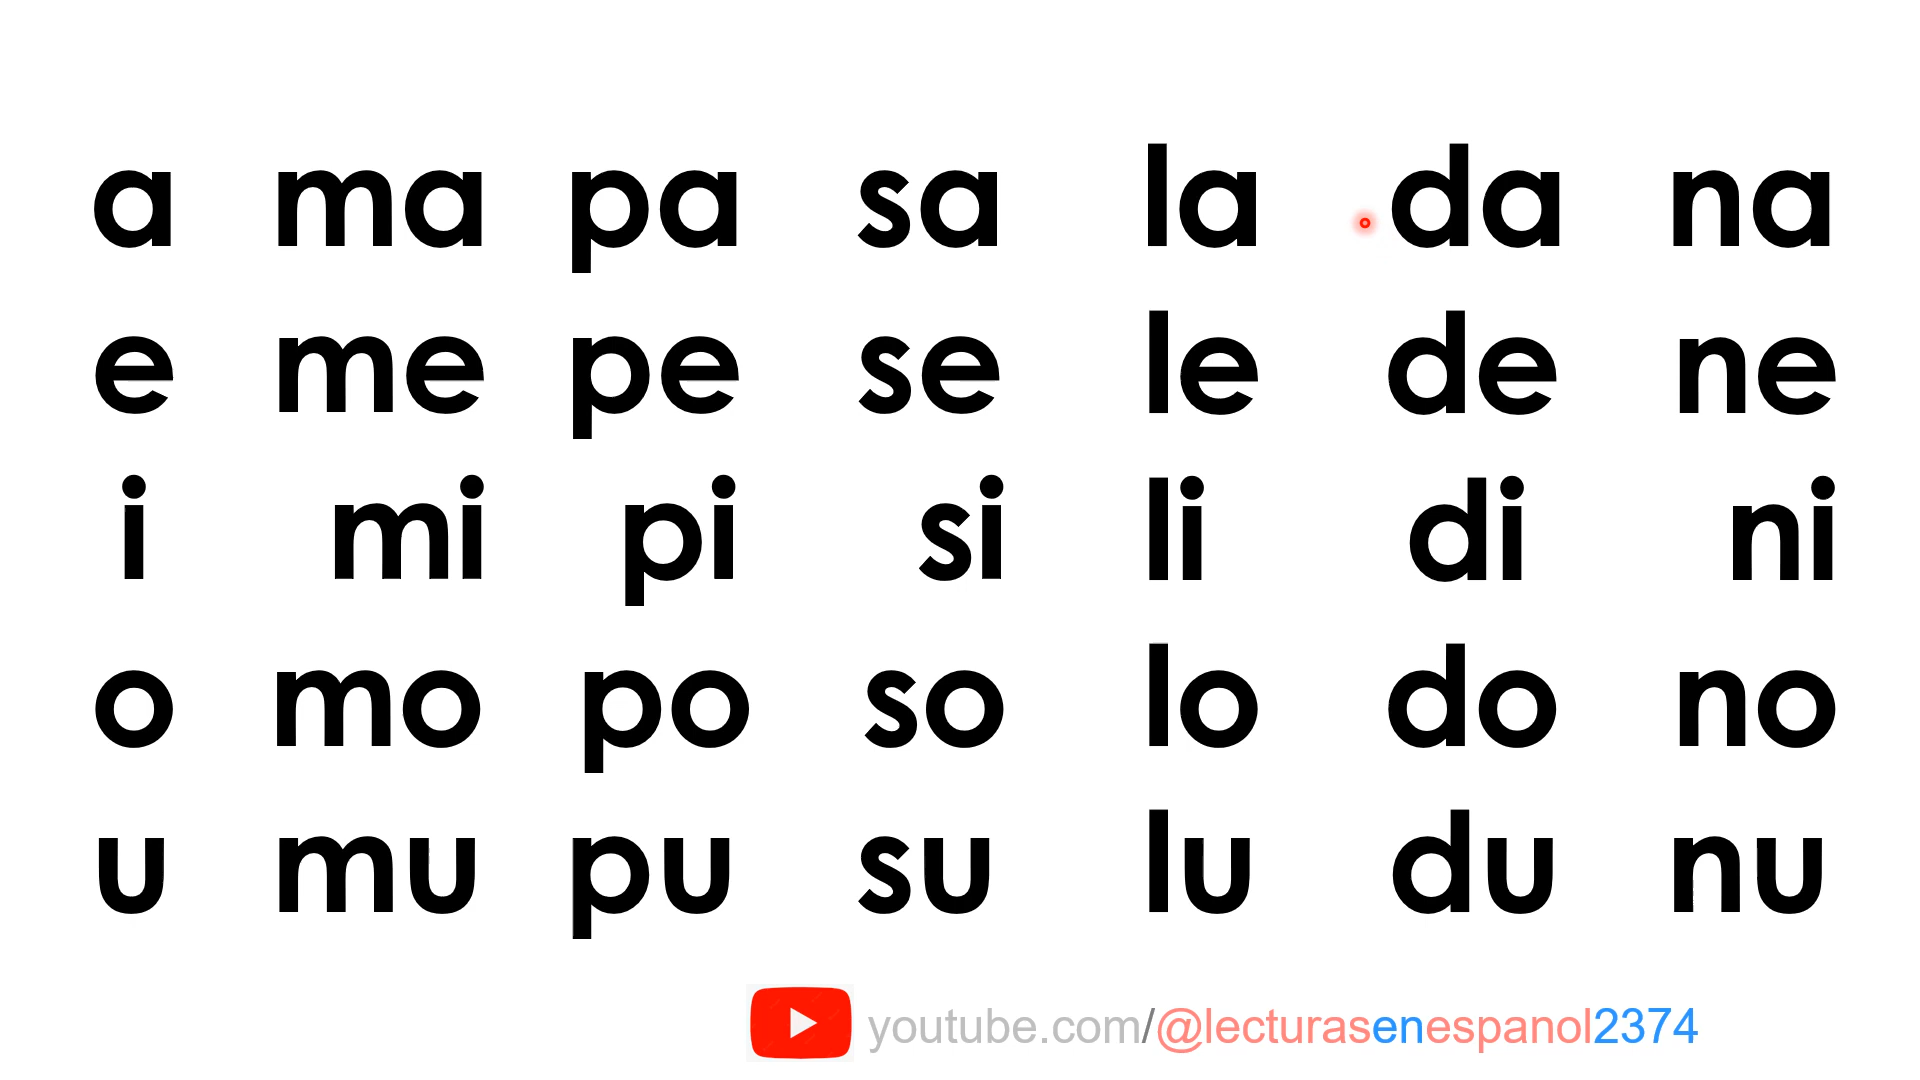 a ma pa sa la da na
e me pe se le de ne
i mi pi si li di ni
o mo po so lo do no
u mu pu su lu du nu
youtube.com/@lecturasenespanol2374